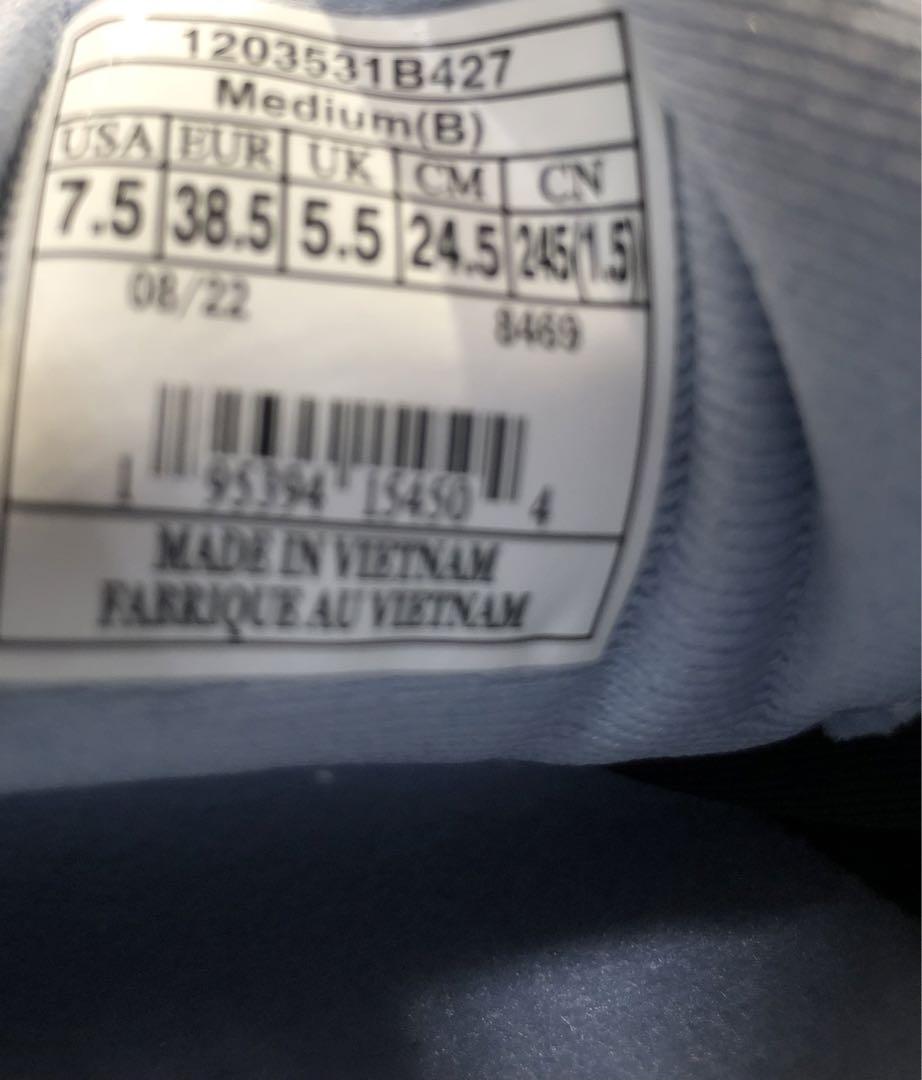 1203531B427
Medium(B)
USA EUR UK CM CN
7.5 38.5 5.5 24.5 245(1.5)
08/22 8469
1 95394 15450 4
MADE IN VIETNAM
FABRIQUE AU VIETNAM